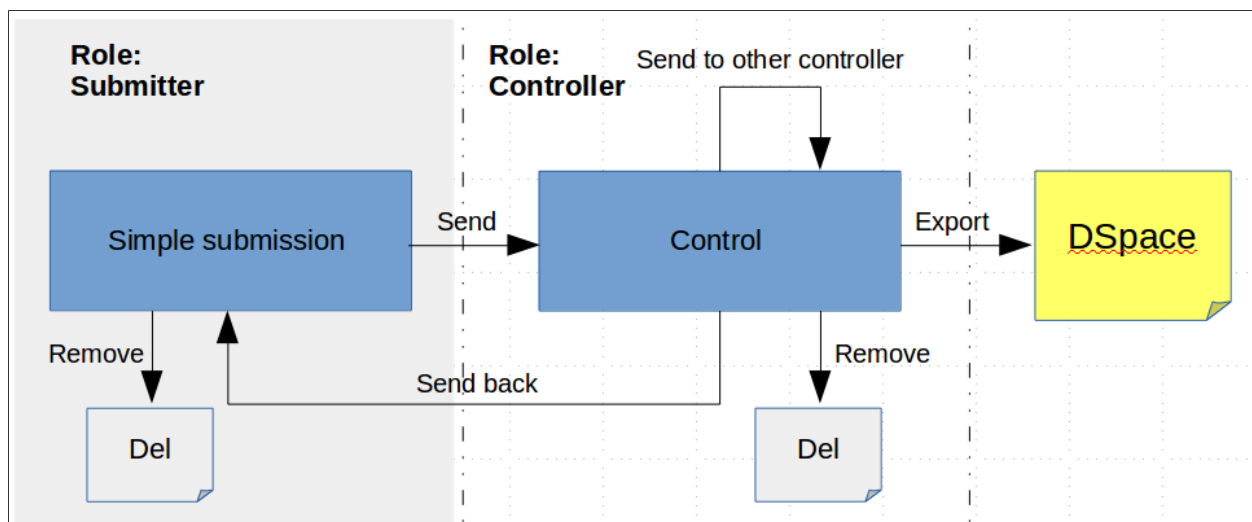 Role:
Submitter
Role:
Controller
Send to other controller
Simple submission
Send
Control
Export
DSpace
Remove
Send back
Remove
Del
Del